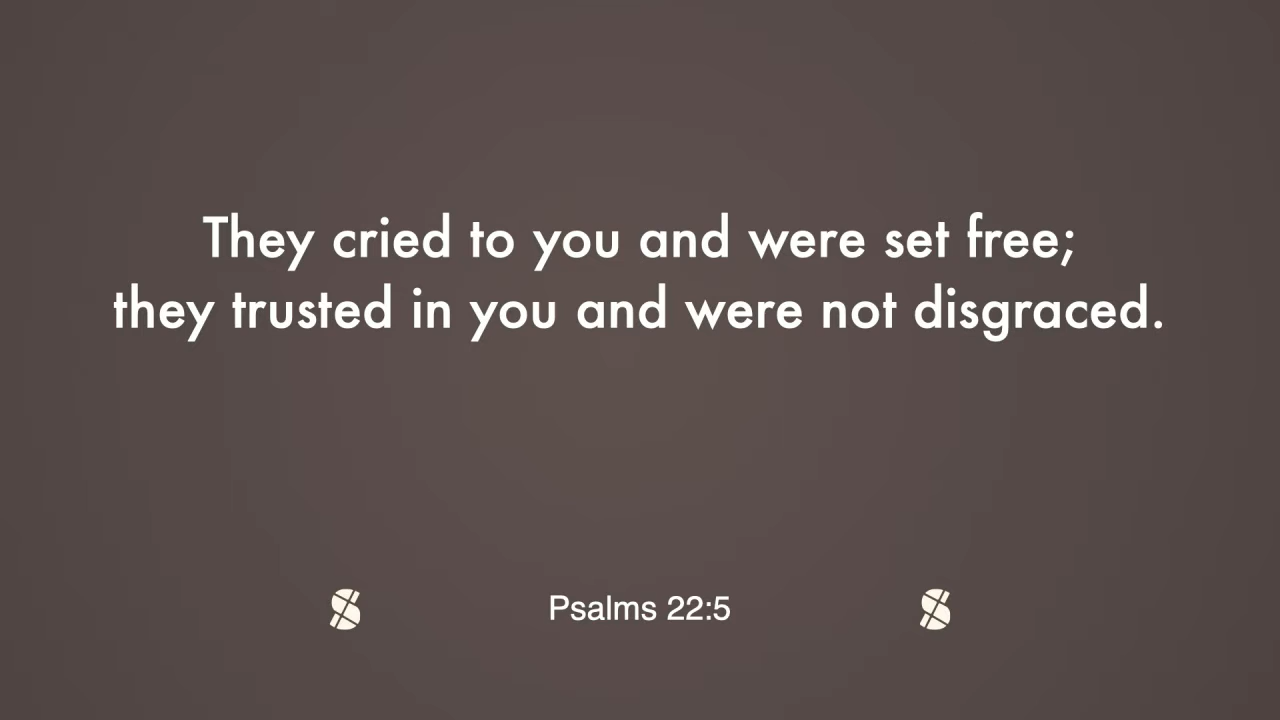 They cried to you and were set free;
they trusted in you and were not disgraced.
Psalms 22:5